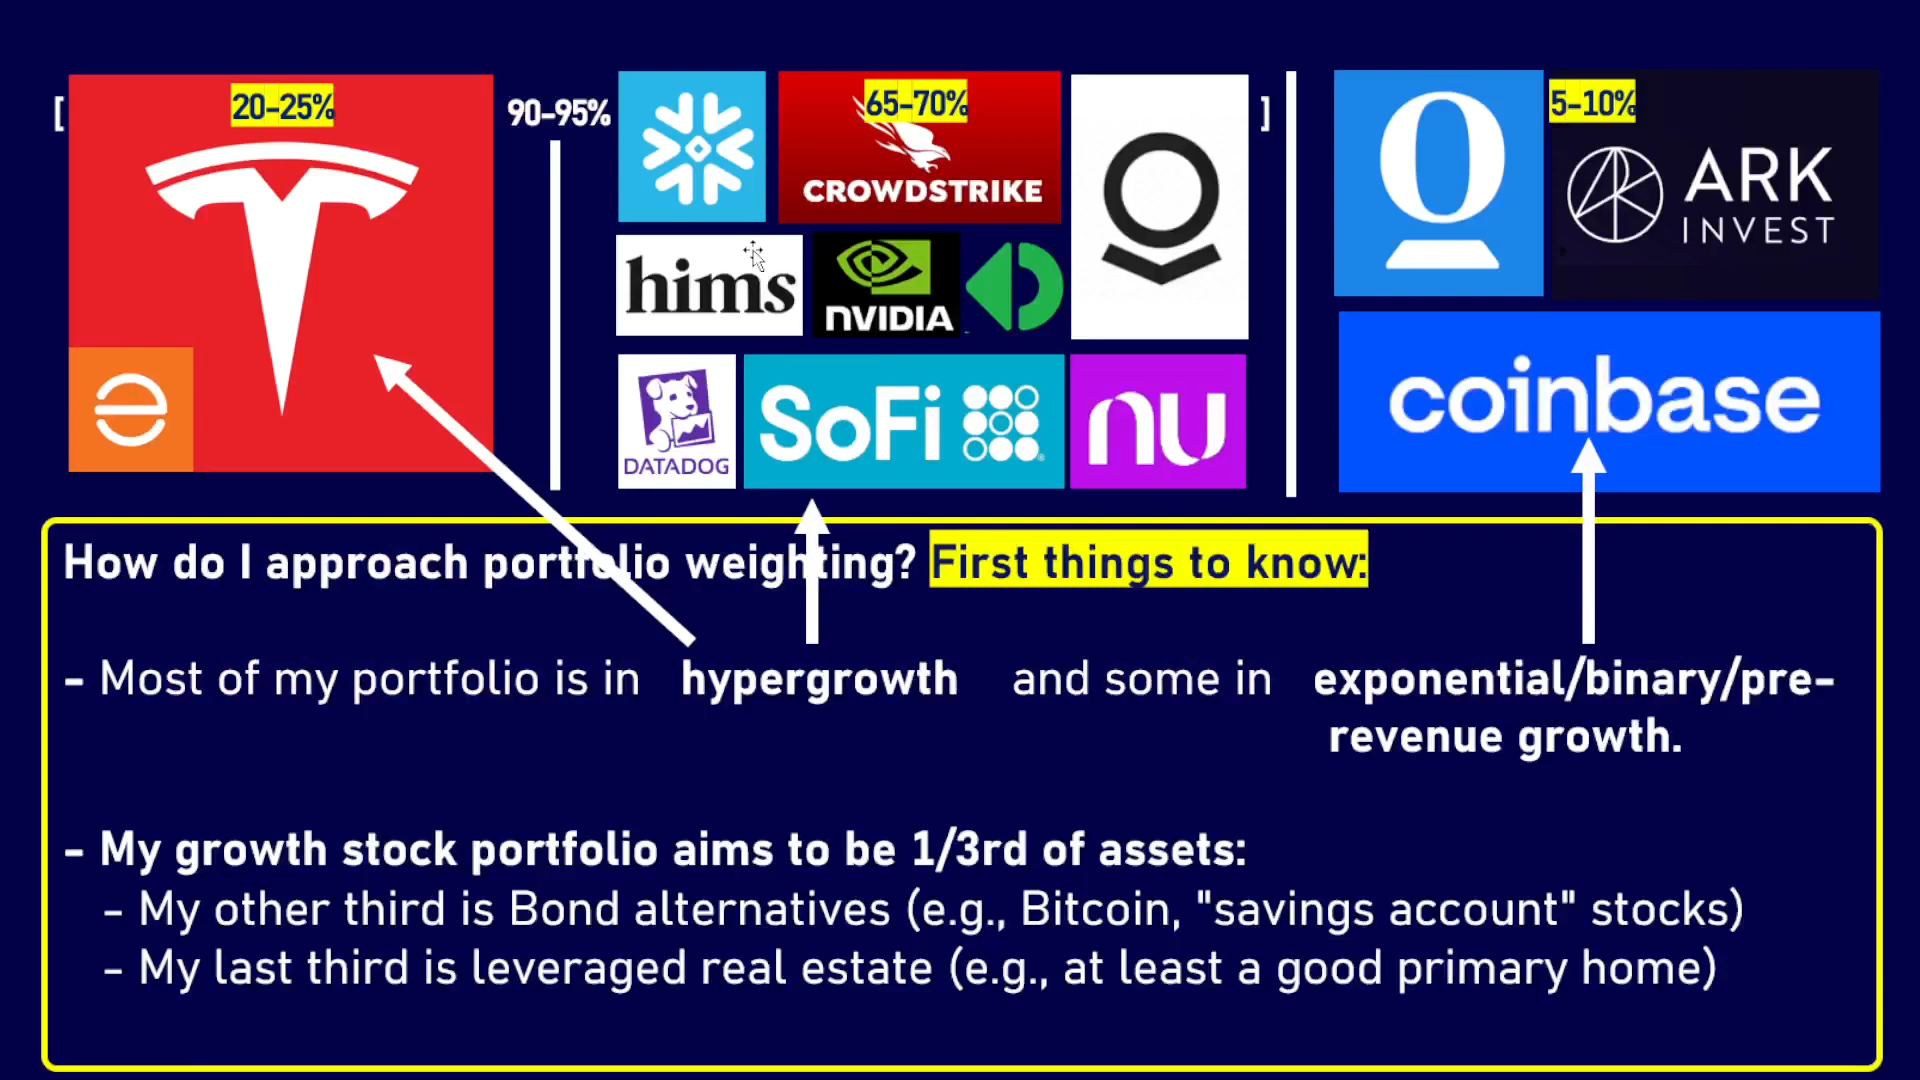 [
20-25%
90-95%
65-70%
CROWDSTRIKE
]
5-10%
ARK
INVEST
hims
NVIDIA
DATADOG
SoFi
nu
coinbase
How do I approach portfolio weighting? First things to know:
- Most of my portfolio is in hypergrowth and some in exponential/binary/pre-
revenue growth.
- My growth stock portfolio aims to be 1/3rd of assets:
- My other third is Bond alternatives (e.g., Bitcoin, "savings account" stocks)
- My last third is leveraged real estate (e.g., at least a good primary home)